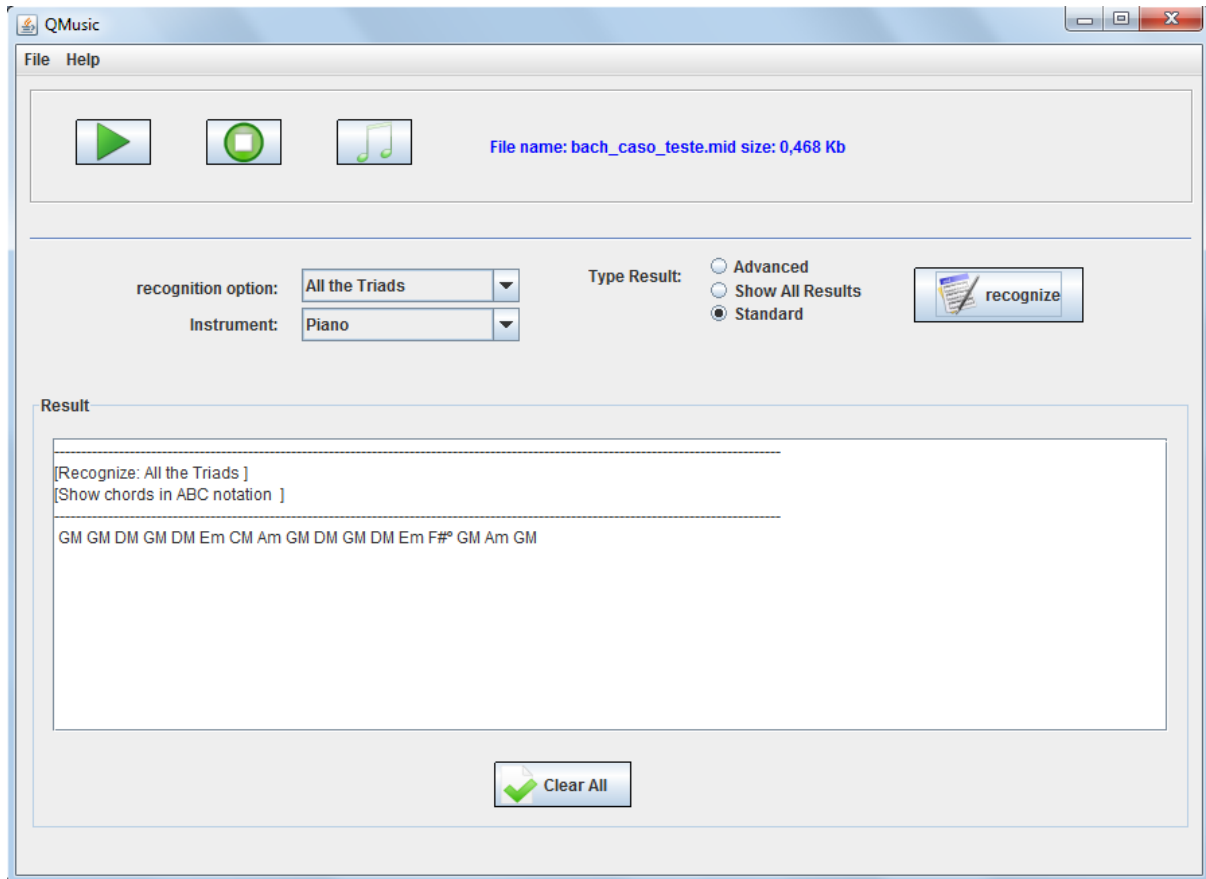 QMusic
File Help
File name: bach_caso_teste.mid size: 0,468 Kb
recognition option: All the Triads
Instrument: Piano
Type Result:
Advanced
Show All Results
Standard
recognize
Result
[Recognize: All the Triads ]
[Show chords in ABC notation ]
GM GM DM GM DM Em CM Am GM DM GM DM Em F#º GM Am GM
Clear All